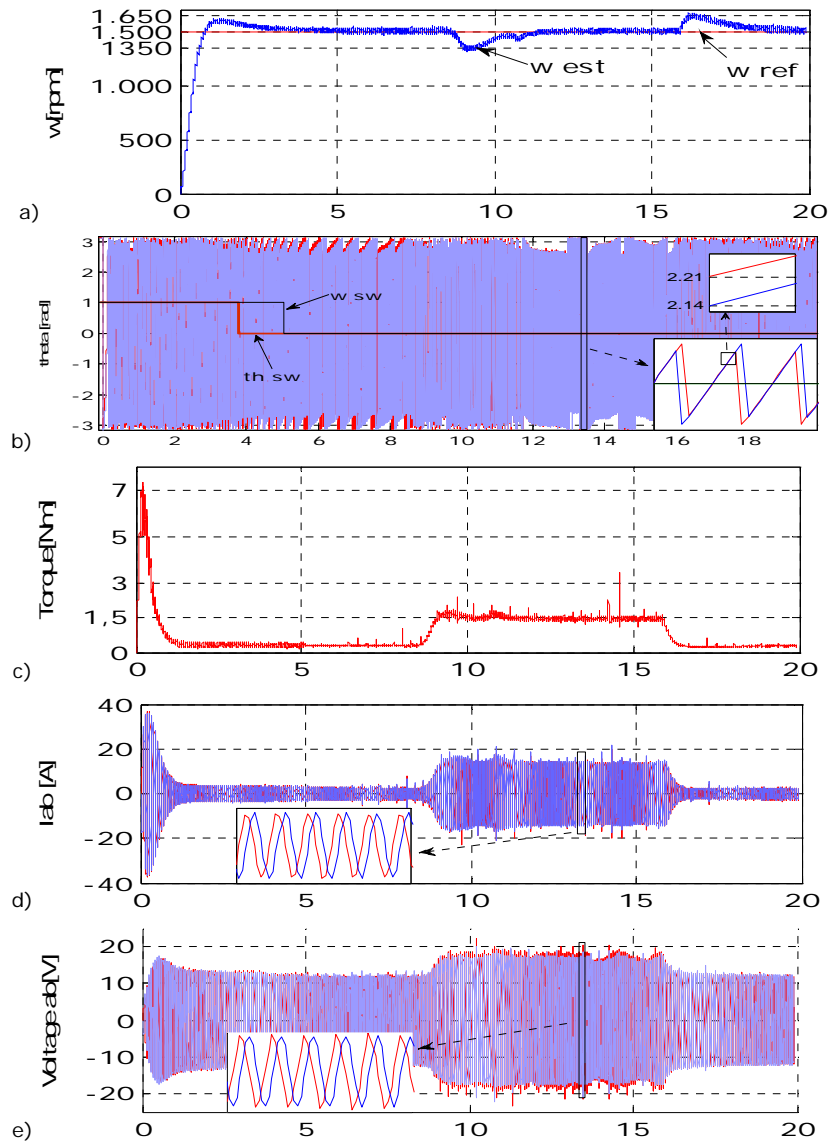 1.650
1.500
1350
1.000
500
0
w[rpm]
w est
w ref
0 5 10 15 20
a)
3
2
1
0
-1
-2
-3
theta [rad]
w sw
th sw
2.21
2.14
0 2 4 6 8 10 12 14 16 18
b)
7
5
3
1.5
0
Torque[Nm]
0 5 10 15 20
c)
40
20
0
-20
-40
I ab [A]
0 5 10 15 20
d)
20
10
0
-10
-20
Voltage ab[V]
0 5 10 15 20
e)